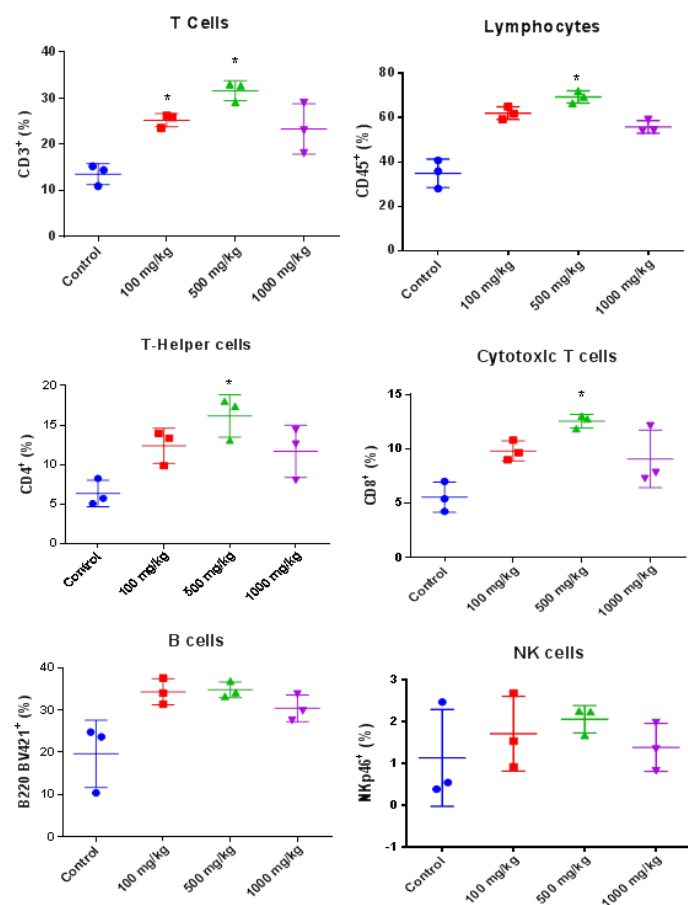 T Cells
CD3⁺ (%)
40
30
20
10
0
*
*
Control
100 mg/kg
500 mg/kg
1000 mg/kg
Lymphocytes
CD45⁺ (%)
80
60
40
20
0
*
Control
100 mg/kg
500 mg/kg
1000 mg/kg
T-Helper cells
CD4⁺ (%)
20
15
10
5
0
*
Control
100 mg/kg
500 mg/kg
1000 mg/kg
Cytotoxic T cells
CD8⁺ (%)
15
10
5
0
*
Control
100 mg/kg
500 mg/kg
1000 mg/kg
B cells
B220 BV421⁺ (%)
40
30
20
10
0
Control
100 mg/kg
500 mg/kg
1000 mg/kg
NK cells
NKp46⁺ (%)
3
2
1
0
-1
Control
100 mg/kg
500 mg/kg
1000 mg/kg